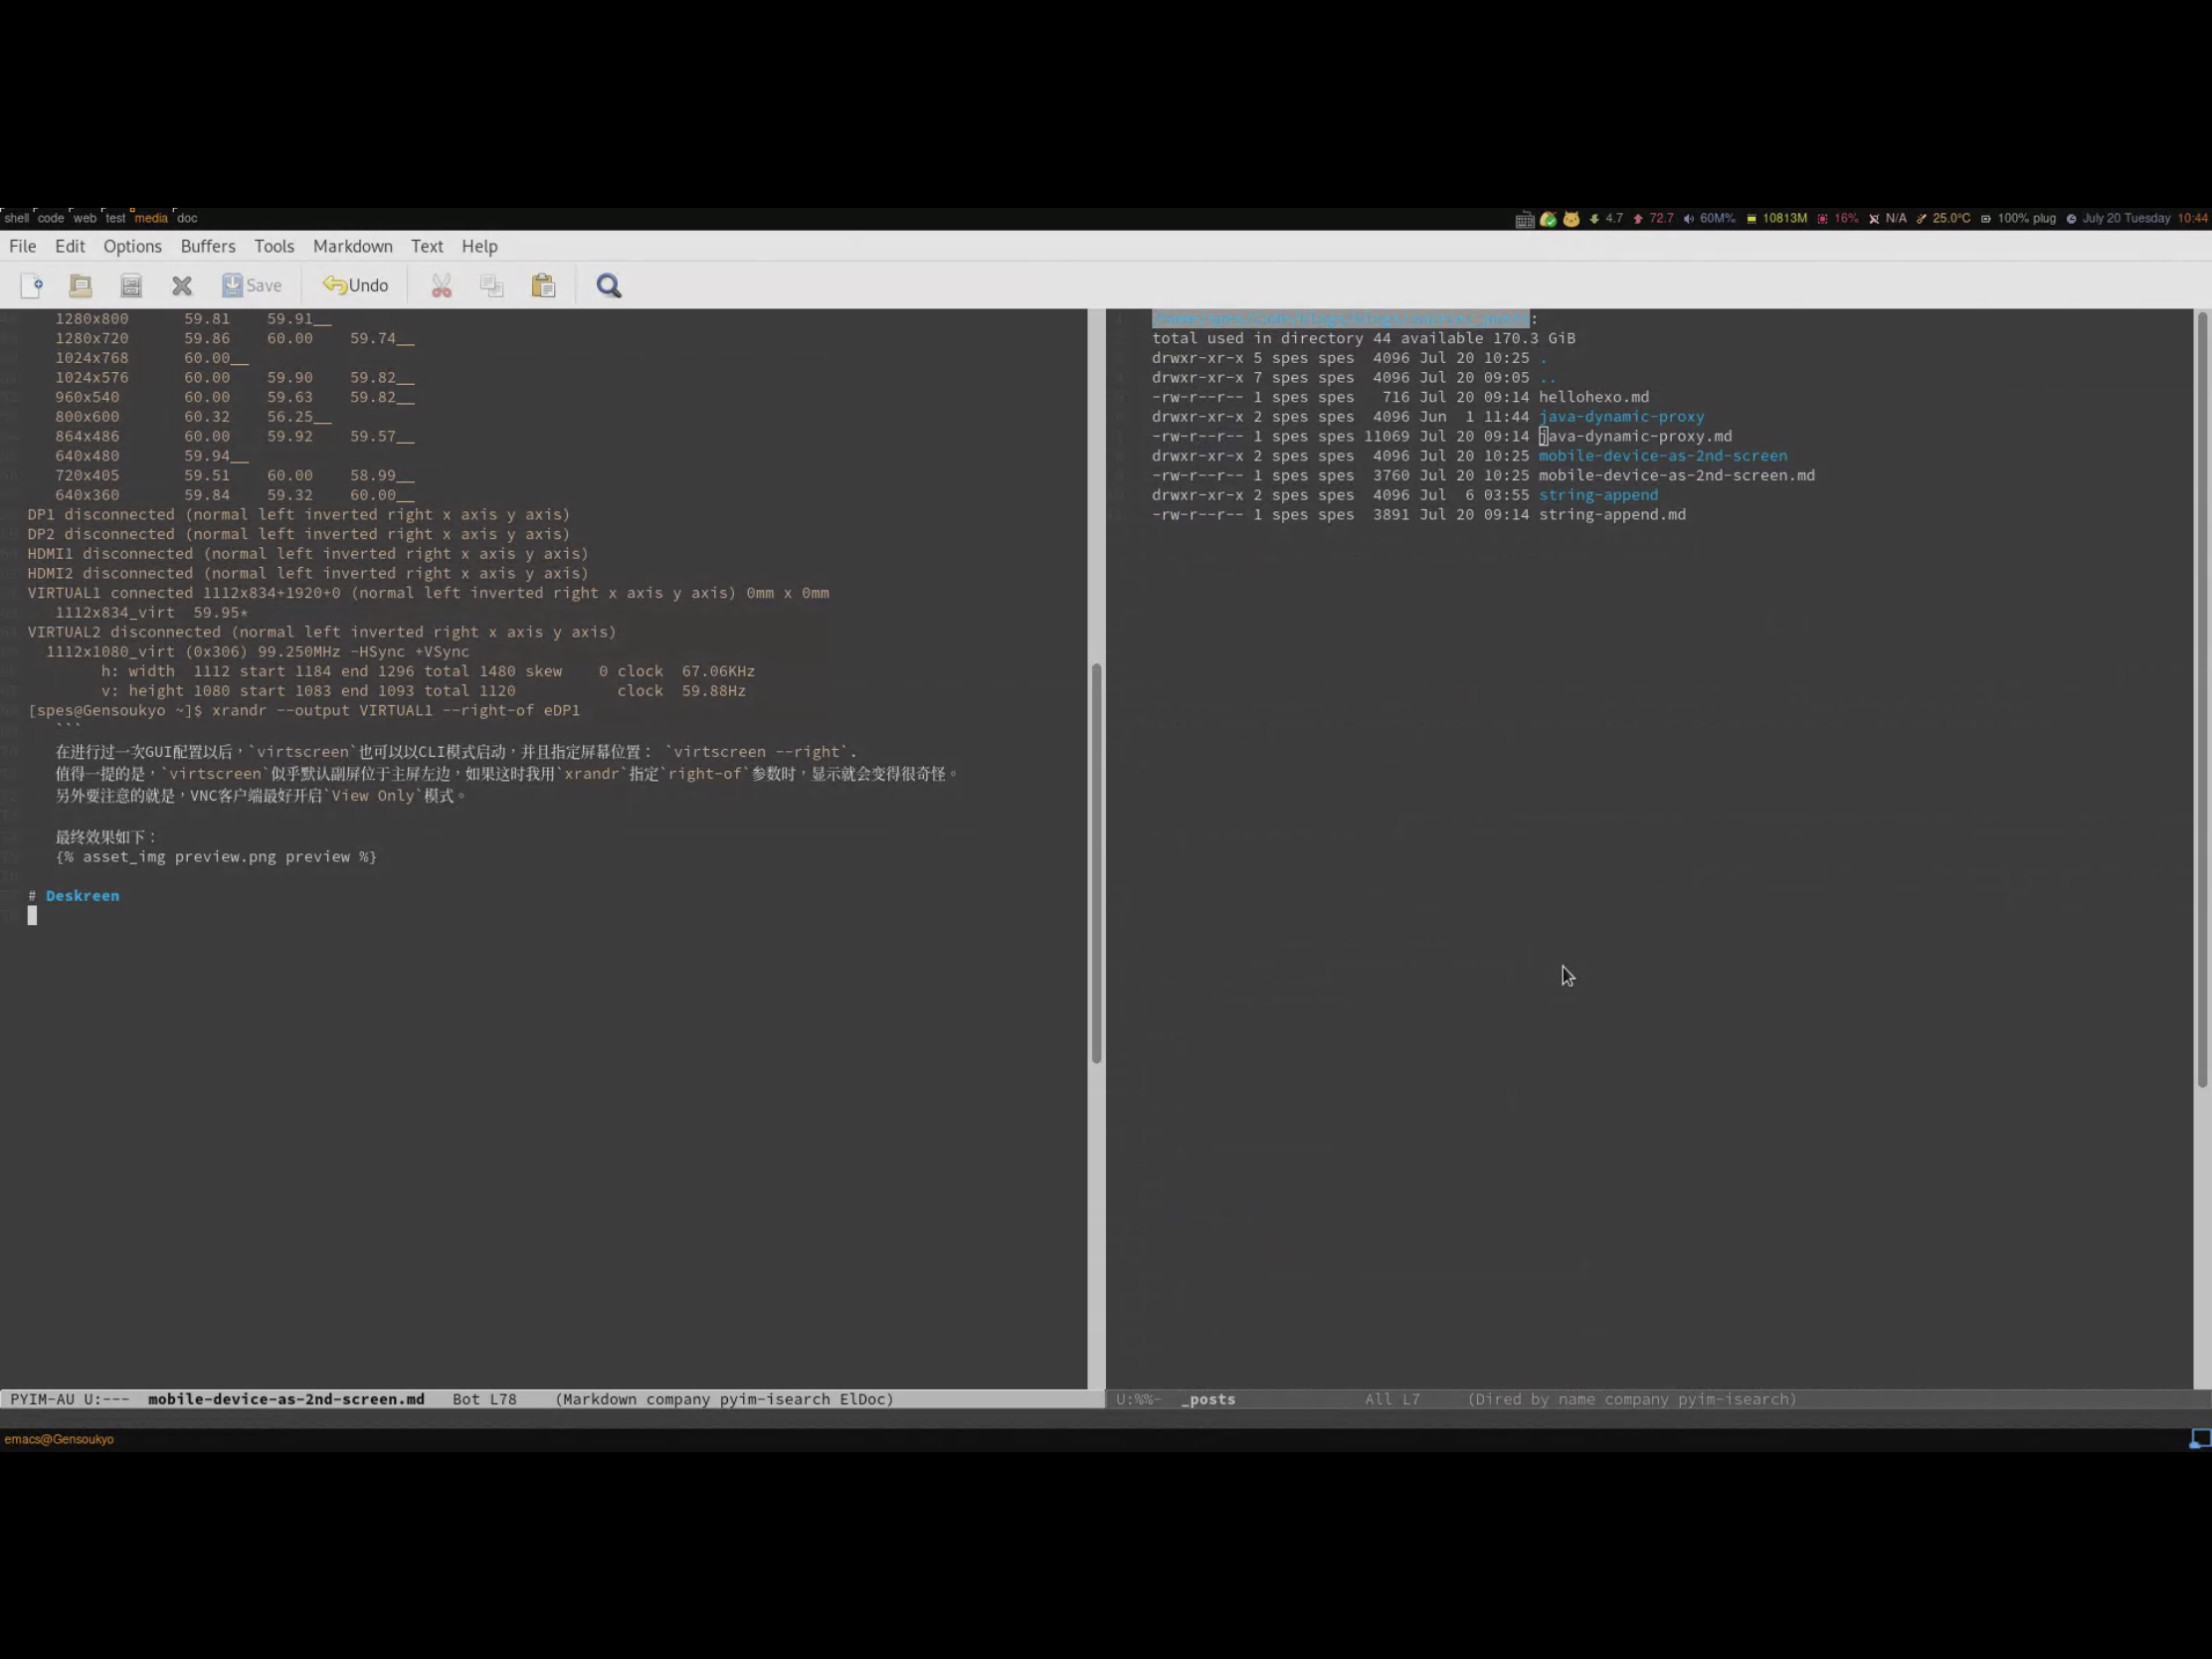 shell code web test media doc
4.7 72.7 60M% 10813M 16% N/A 25.0°C 100% plug July 20 Tuesday 10:44
File Edit Options Buffers Tools Markdown Text Help
Save Undo
1280x800 59.81 59.91__
1280x720 59.86 60.00 59.74__
1024x768 60.00__
1024x576 60.00 59.90 59.82__
960x540 60.00 59.63 59.82__
800x600 60.32 56.25__
864x486 60.00 59.92 59.57__
640x480 59.94__
720x405 59.51 60.00 58.99__
640x360 59.84 59.32 60.00__
DP1 disconnected (normal left inverted right x axis y axis)
DP2 disconnected (normal left inverted right x axis y axis)
HDMI1 disconnected (normal left inverted right x axis y axis)
HDMI2 disconnected (normal left inverted right x axis y axis)
VIRTUAL1 connected 1112x834+1920+0 (normal left inverted right x axis y axis) 0mm x 0mm
1112x834_virt 59.95*
VIRTUAL2 disconnected (normal left inverted right x axis y axis)
1112x1080_virt (0x306) 99.250MHz -HSync +VSync
h: width 1112 start 1184 end 1296 total 1480 skew 0 clock 67.06KHz
v: height 1080 start 1083 end 1093 total 1120 clock 59.88Hz
[spes@Gensoukyo ~]$ xrandr --output VIRTUAL1 --right-of eDP1
```
在进行过一次GUI配置以后，`virtscreen`也可以以CLI模式启动，并且指定屏幕位置： `virtscreen --right`.
值得一提的是，`virtscreen`似乎默认副屏位于主屏左边，如果这时我用`xrandr`指定`right-of`参数时，显示就会变得很奇怪。
另外要注意的就是，VNC客户端最好开启`View Only`模式。
最终效果如下：
{% asset_img preview.png preview %}
# Deskreen
total used in directory 44 available 170.3 GiB
drwxr-xr-x 5 spes spes 4096 Jul 20 10:25 .
drwxr-xr-x 7 spes spes 4096 Jul 20 09:05 ..
-rw-r--r-- 1 spes spes 716 Jul 20 09:14 hellohexo.md
drwxr-xr-x 2 spes spes 4096 Jun 1 11:44 java-dynamic-proxy
-rw-r--r-- 1 spes spes 11069 Jul 20 09:14 java-dynamic-proxy.md
drwxr-xr-x 2 spes spes 4096 Jul 20 10:25 mobile-device-as-2nd-screen
-rw-r--r-- 1 spes spes 3760 Jul 20 10:25 mobile-device-as-2nd-screen.md
drwxr-xr-x 2 spes spes 4096 Jul 6 03:55 string-append
-rw-r--r-- 1 spes spes 3891 Jul 20 09:14 string-append.md
PYIM-AU U:--- mobile-device-as-2nd-screen.md Bot L78 (Markdown company pyim-isearch ElDoc)
U:%%- _posts All L7 (Dired by name company pyim-isearch)
emacs@Gensoukyo